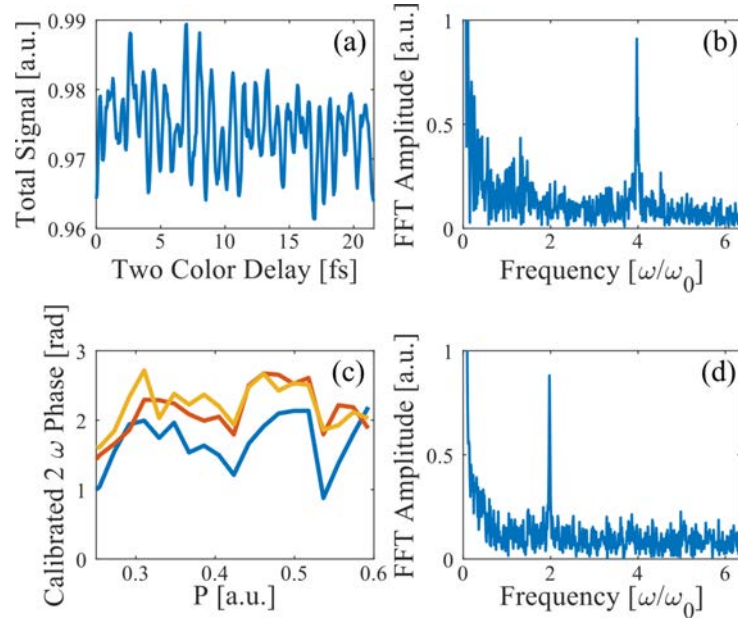 (a)
Total Signal [a.u.]
0.99
0.98
0.97
0.96
0 5 10 15 20
Two Color Delay [fs]
(b)
FFT Amplitude [a.u.]
1
0.5
0
0 2 4 6
Frequency [ω/ω0]
(c)
Calibrated 2 ω Phase [rad]
3
2
1
0
0.3 0.4 0.5 0.6
P [a.u.]
(d)
FFT Amplitude [a.u.]
1
0.5
0
0 2 4 6
Frequency [ω/ω0]